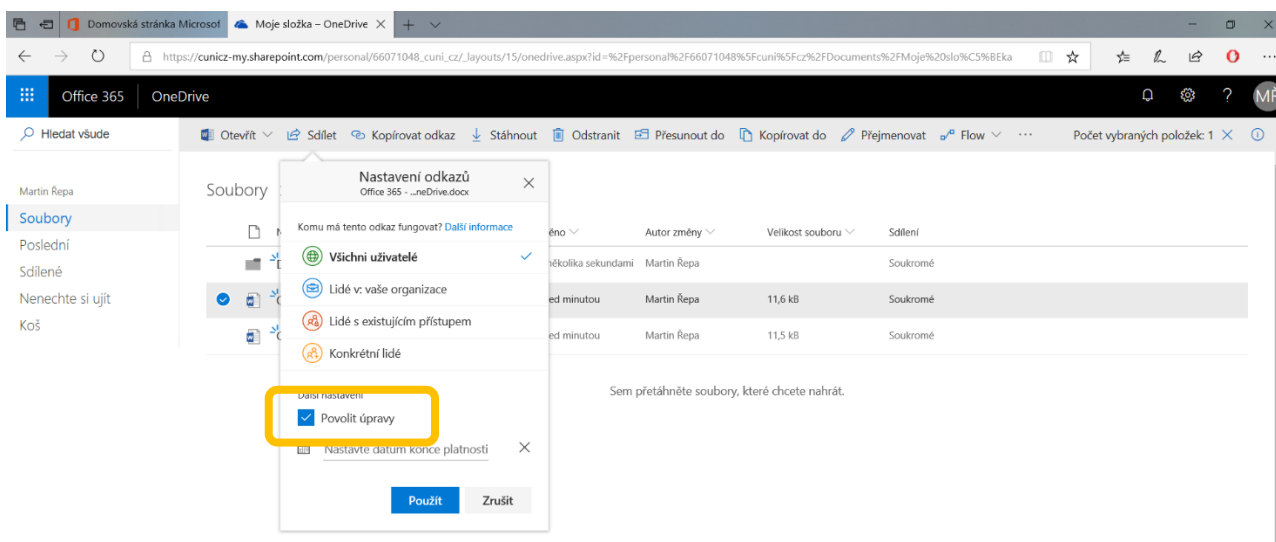 Domovská stránka Microsof
Moje složka – OneDrive
https://cunicz-my.sharepoint.com/personal/66071048_cuni_cz/_layouts/15/onedrive.aspx?id=%2Fpersonal%2F66071048%5Fcuni%5Fcz%2FDocuments%2FMoje%20slo%C5%BEka
Office 365 OneDrive
? MŘ
Hledat všude
Otevřít Sdílet Kopírovat odkaz Stáhnout Odstranit Přesunout do Kopírovat do Přejmenovat Flow ··· Počet vybraných položek: 1
Martin Řepa
Soubory
Poslední
Sdílené
Nenechte si ujít
Koš
Soubory
Autor změny Velikost souboru Sdílení
několika sekundami Martin Řepa Soukromé
ed minutou Martin Řepa 11,6 kB Soukromé
ed minutou Martin Řepa 11,5 kB Soukromé
Sem přetáhněte soubory, které chcete nahrát.
Nastavení odkazů
Office 365 - ...neDrive.docx
Komu má tento odkaz fungovat? Další informace
Všichni uživatelé
Lidé v: vaše organizace
Lidé s existujícím přístupem
Konkrétní lidé
Další nastavení
Povolit úpravy
Nastavte datum konce platnosti
Použít Zrušit